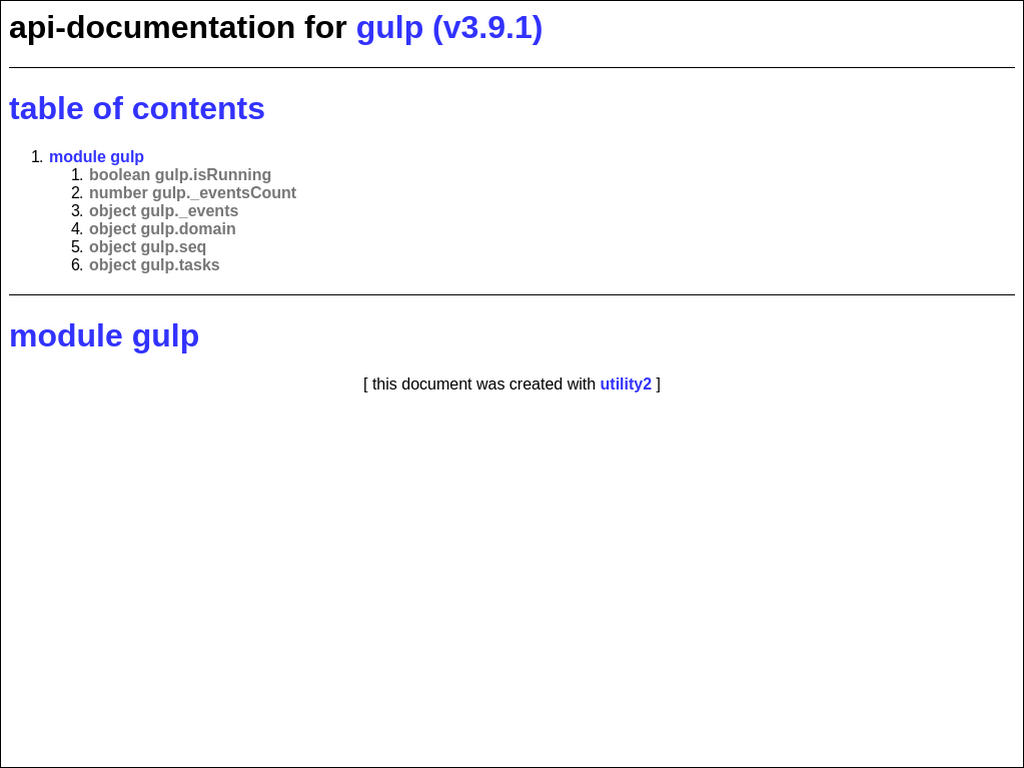 api-documentation for gulp (v3.9.1)
table of contents
1. module gulp
1. boolean gulp.isRunning
2. number gulp._eventsCount
3. object gulp._events
4. object gulp.domain
5. object gulp.seq
6. object gulp.tasks
module gulp
[ this document was created with utility2 ]